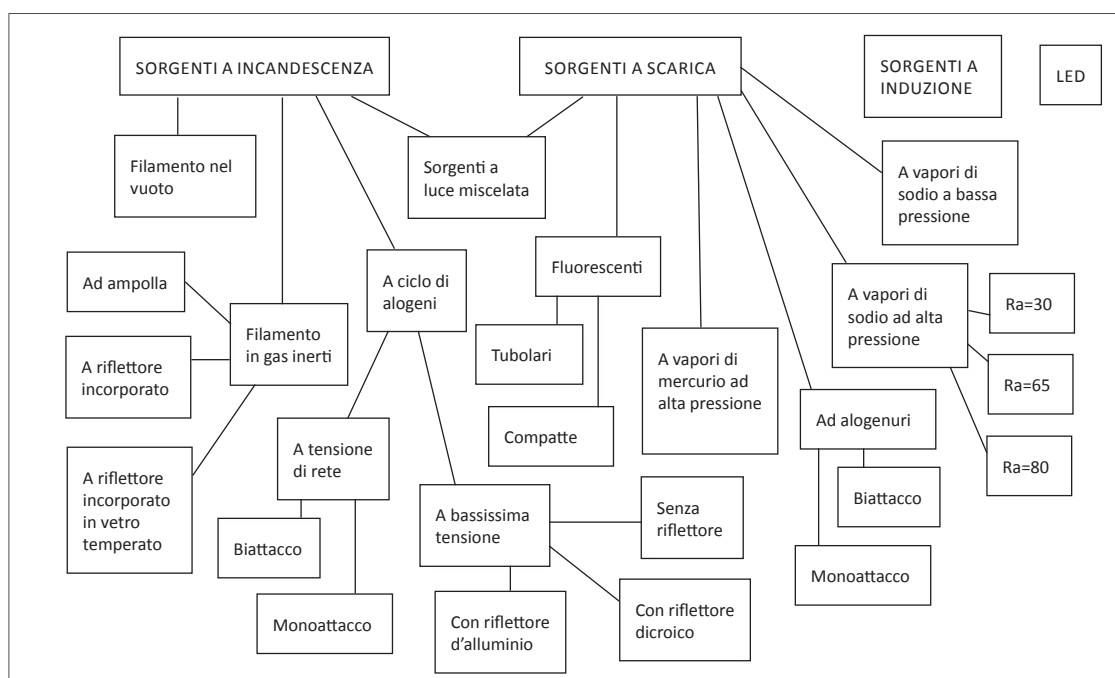 SORGENTI A INCANDESCENZA
SORGENTI A SCARICA
SORGENTI A
INDUZIONE
LED
Filamento nel
vuoto
Sorgenti a
luce miscelata
A vapori di
sodio a bassa
pressione
Ad ampolla
A ciclo di
alogeni
Fluorescenti
A vapori di
sodio ad alta
pressione
Ra=30
Filamento
in gas inerti
A riflettore
incorporato
Tubolari
A vapori di
mercurio ad
alta pressione
Ra=65
Ad alogenuri
Compatte
A tensione
di rete
Ra=80
A riflettore
incorporato
in vetro
temperato
Biattacco
A bassissima
tensione
Senza
riflettore
Biattacco
Monoattacco
Monoattacco
Con riflettore
d'alluminio
Con riflettore
dicroico